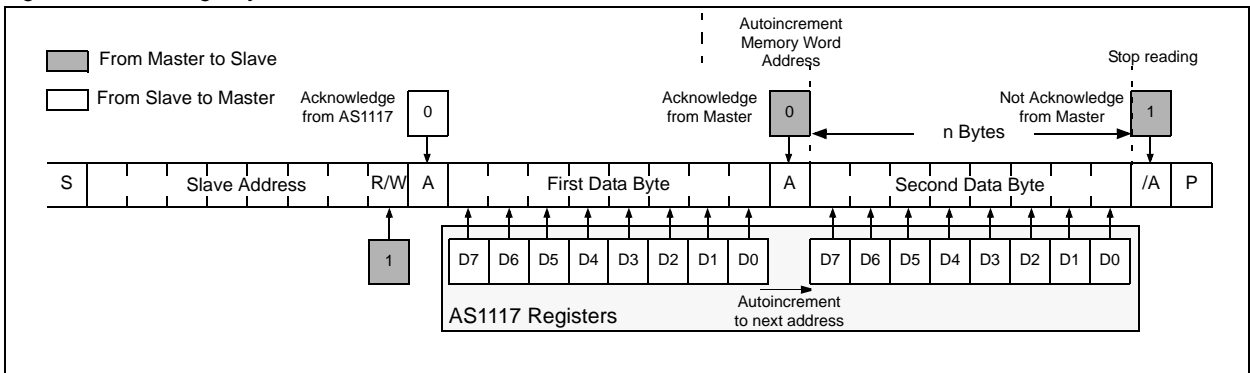 Autoincrement
Memory Word
Address
Stop reading
From Master to Slave
From Slave to Master
Acknowledge
from AS1117
0
Acknowledge
from Master
0
Not Acknowledge
from Master
1
n Bytes
S Slave Address R/W A First Data Byte A Second Data Byte /A P
1
D7 D6 D5 D4 D3 D2 D1 D0 D7 D6 D5 D4 D3 D2 D1 D0
AS1117 Registers
Autoincrement
to next address